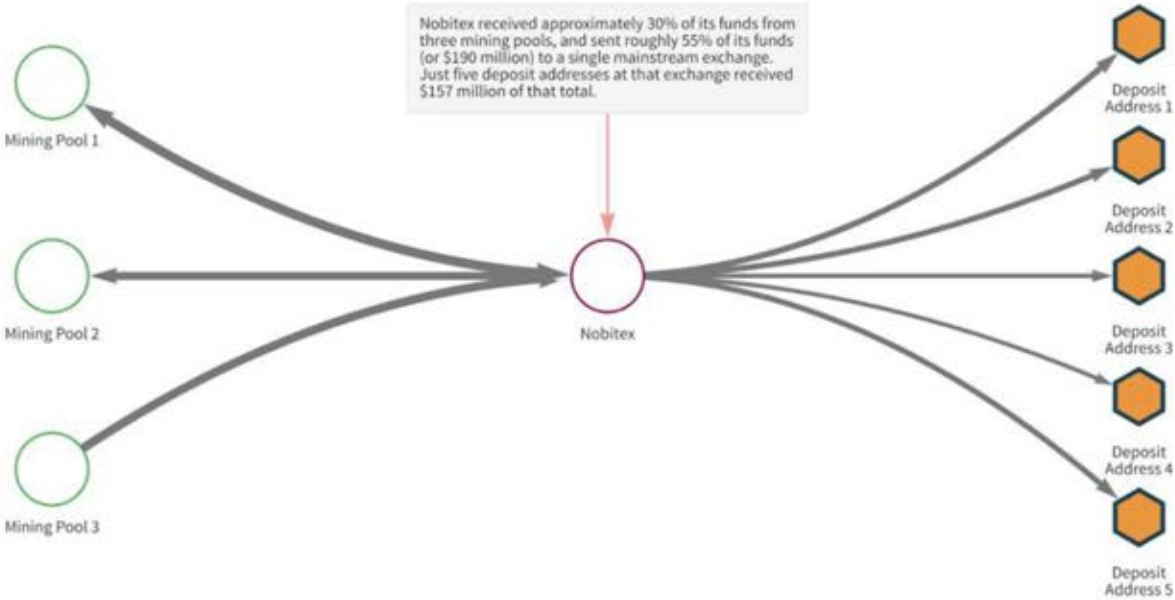 Nobitex received approximately 30% of its funds from
three mining pools, and sent roughly 55% of its funds
(or $190 million) to a single mainstream exchange.
Just five deposit addresses at that exchange received
$157 million of that total.
Mining Pool 1
Mining Pool 2
Mining Pool 3
Nobitex
Deposit
Address 1
Deposit
Address 2
Deposit
Address 3
Deposit
Address 4
Deposit
Address 5